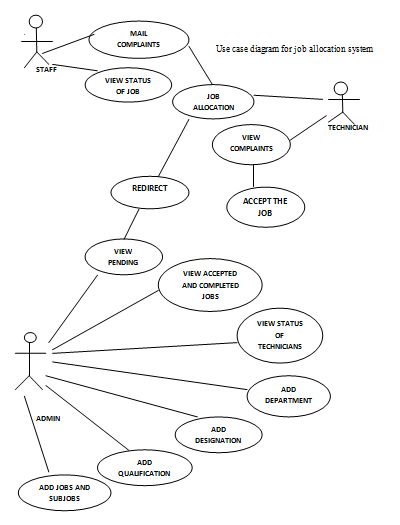 MAIL
COMPLAINTS
Use case diagram for job allocation system
STAFF
VIEW STATUS
OF JOB
JOB
ALLOCATION
TECHNICIAN
VIEW
COMPLAINTS
REDIRECT
ACCEPT THE
JOB
VIEW
PENDING
VIEW ACCEPTED
AND COMPLETED
JOBS
VIEW STATUS
OF
TECHNICIANS
ADD
DEPARTMENT
ADMIN
ADD
DESIGNATION
ADD
QUALIFICATION
ADD JOBS AND
SUBJOBS